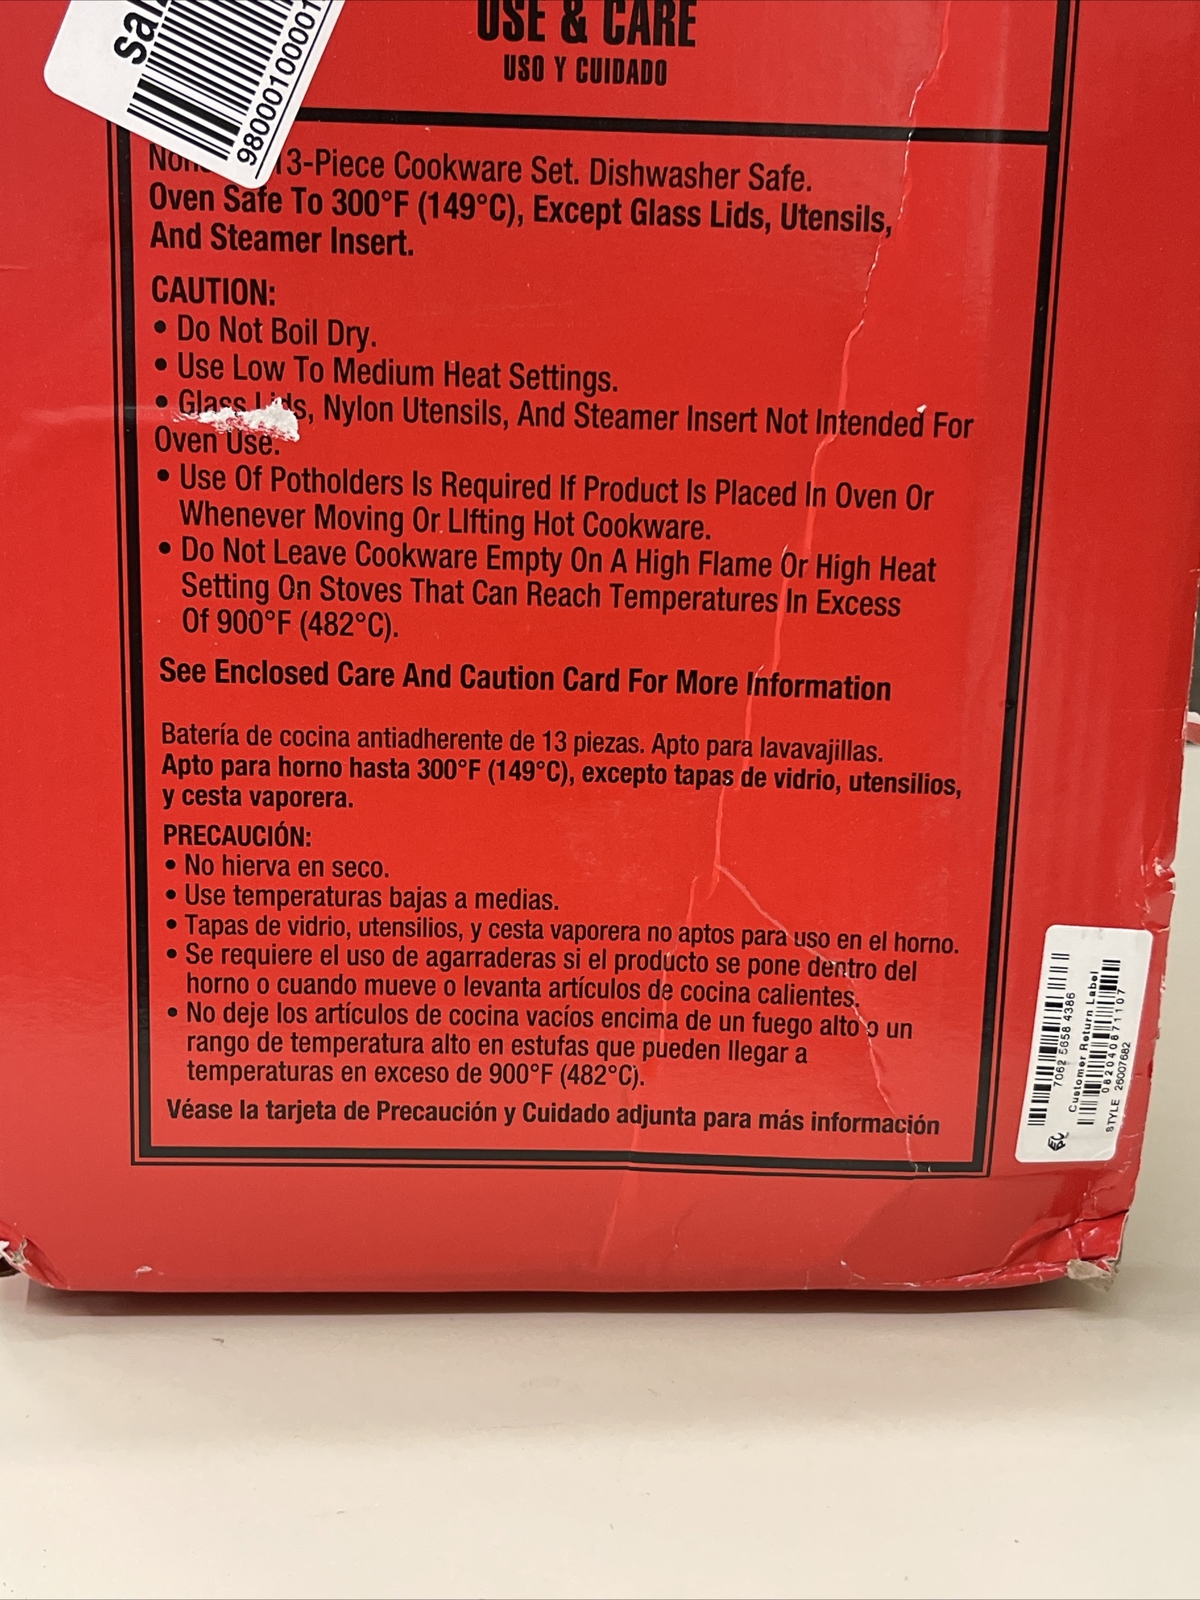 USE & CARE
USO Y CUIDADO
sal
980001000001
13-Piece Cookware Set. Dishwasher Safe.
Oven Safe To 300°F (149°C), Except Glass Lids, Utensils,
And Steamer Insert.
CAUTION:
• Do Not Boil Dry.
• Use Low To Medium Heat Settings.
• Glass Lids, Nylon Utensils, And Steamer Insert Not Intended For
Oven Use.
• Use Of Potholders Is Required If Product Is Placed In Oven Or
Whenever Moving Or LIfting Hot Cookware.
• Do Not Leave Cookware Empty On A High Flame Or High Heat
Setting On Stoves That Can Reach Temperatures In Excess
Of 900°F (482°C).
See Enclosed Care And Caution Card For More Information
Batería de cocina antiadherente de 13 piezas. Apto para lavavajillas.
Apto para horno hasta 300°F (149°C), excepto tapas de vidrio, utensilios,
y cesta vaporera.
PRECAUCIÓN:
• No hierva en seco.
• Use temperaturas bajas a medias.
• Tapas de vidrio, utensilios, y cesta vaporera no aptos para uso en el horno.
• Se requiere el uso de agarraderas si el producto se pone dentro del
horno o cuando mueve o levanta artículos de cocina calientes.
• No deje los artículos de cocina vacíos encima de un fuego alto o un
rango de temperatura alto en estufas que pueden llegar a
temperaturas en exceso de 900°F (482°C).
Véase la tarjeta de Precaución y Cuidado adjunta para más información
7062 5658 4386
Customer Return Label
082040871107
STYLE 26007682